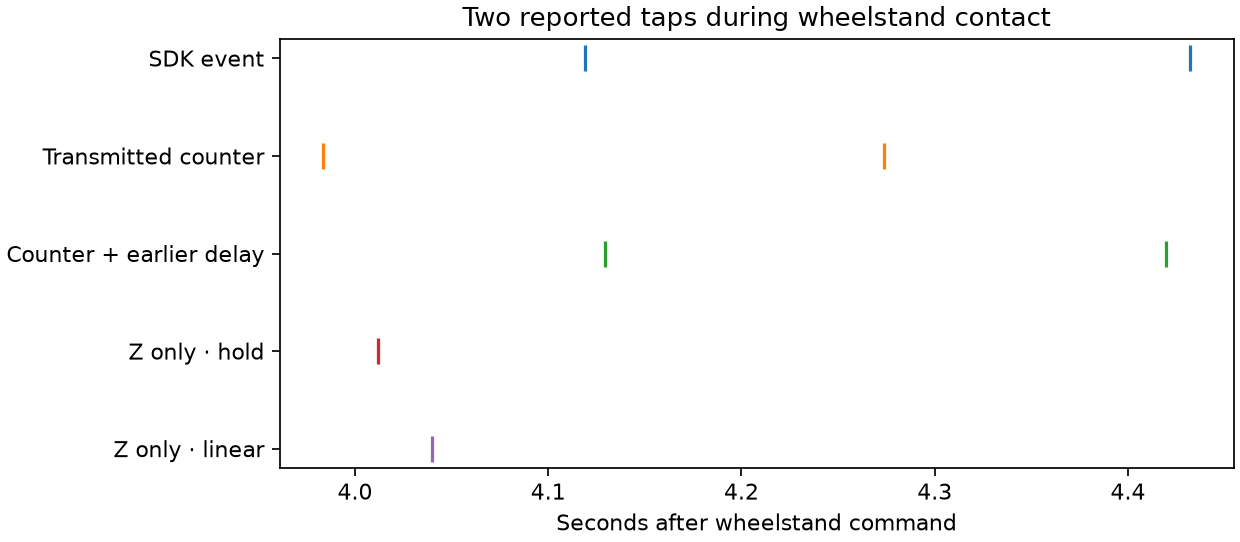 Two reported taps during wheelstand contact
SDK event
Transmitted counter
Counter + earlier delay
Z only · hold
Z only · linear
4.0 4.1 4.2 4.3 4.4
Seconds after wheelstand command